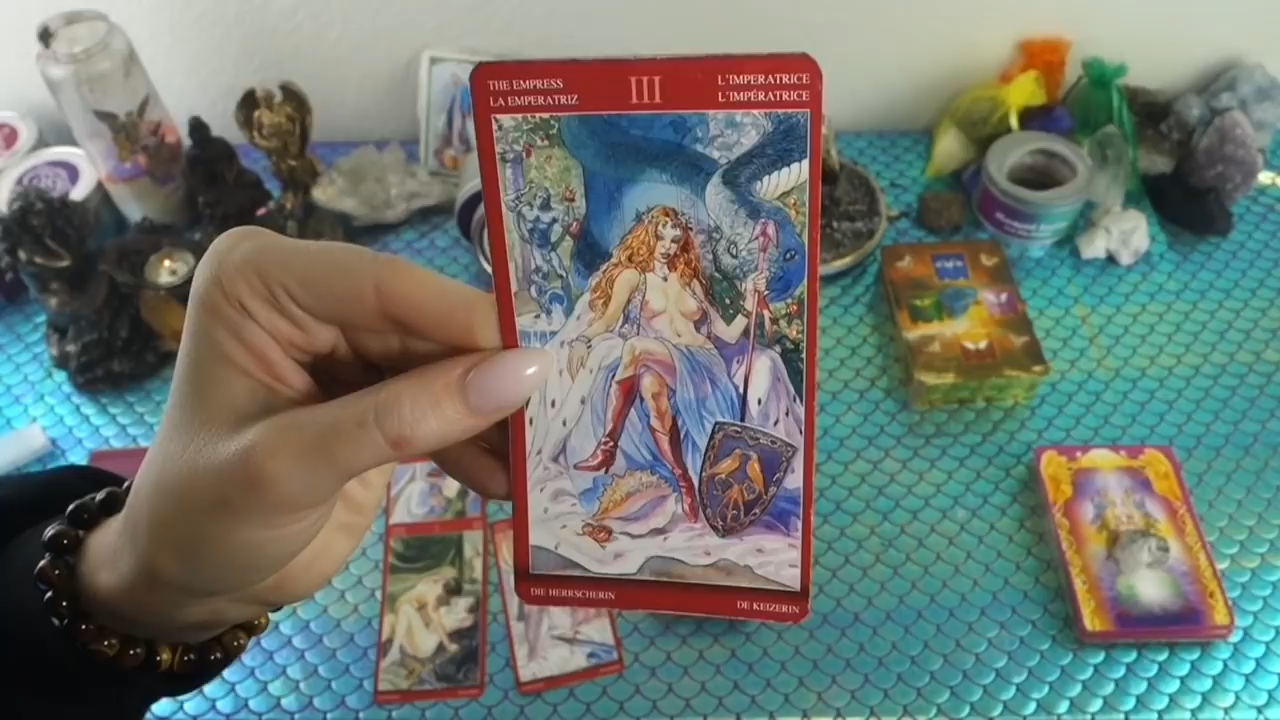 THE EMPRESS
LA EMPERATRIZ
III
L'IMPERATRICE
L'IMPÉRATRICE
DIE HERRSCHERIN
DE KEIZERIN